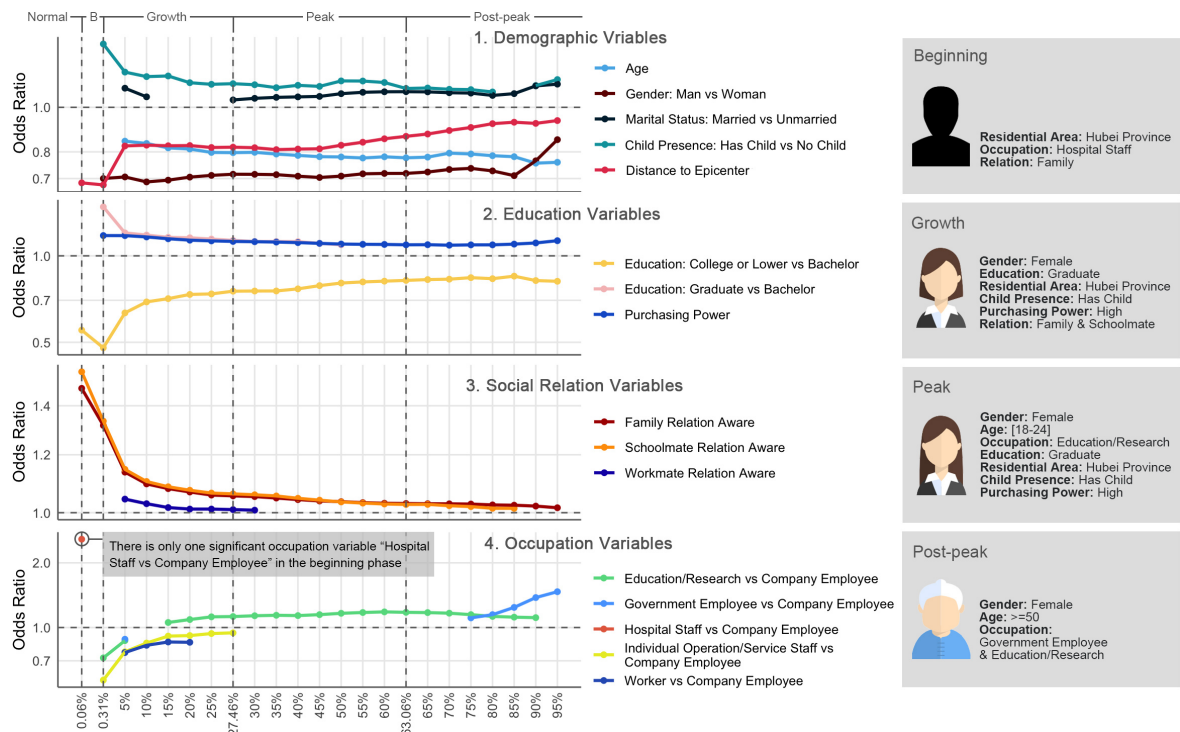 Normal B Growth Peak Post-peak
1. Demographic Vriables
Odds Ratio
1.0
0.8
0.7
Age
Gender: Man vs Woman
Marital Status: Married vs Unmarried
Child Presence: Has Child vs No Child
Distance to Epicenter
2. Education Variables
Odds Ratio
1.0
0.7
0.5
Education: College or Lower vs Bachelor
Education: Graduate vs Bachelor
Purchasing Power
3. Social Relation Variables
Odds Ratio
1.4
1.2
1.0
Family Relation Aware
Schoolmate Relation Aware
Workmate Relation Aware
4. Occupation Variables
There is only one significant occupation variable “Hospital
Staff vs Company Employee” in the beginning phase
Odds Ratio
2.0
1.0
0.7
Education/Research vs Company Employee
Government Employee vs Company Employee
Hospital Staff vs Company Employee
Individual Operation/Service Staff vs
Company Employee
Worker vs Company Employee
0.06% 0.31% 5% 10% 15% 20% 25% 27.46% 30% 35% 40% 45% 50% 55% 60% 63.06% 65% 70% 75% 80% 85% 90% 95%
Beginning
Residential Area: Hubei Province
Occupation: Hospital Staff
Relation: Family
Growth
Gender: Female
Education: Graduate
Residential Area: Hubei Province
Child Presence: Has Child
Purchasing Power: High
Relation: Family & Schoolmate
Peak
Gender: Female
Age: [18-24]
Occupation: Education/Research
Education: Graduate
Residential Area: Hubei Province
Child Presence: Has Child
Purchasing Power: High
Post-peak
Gender: Female
Age: >=50
Occupation:
Government Employee
& Education/Research